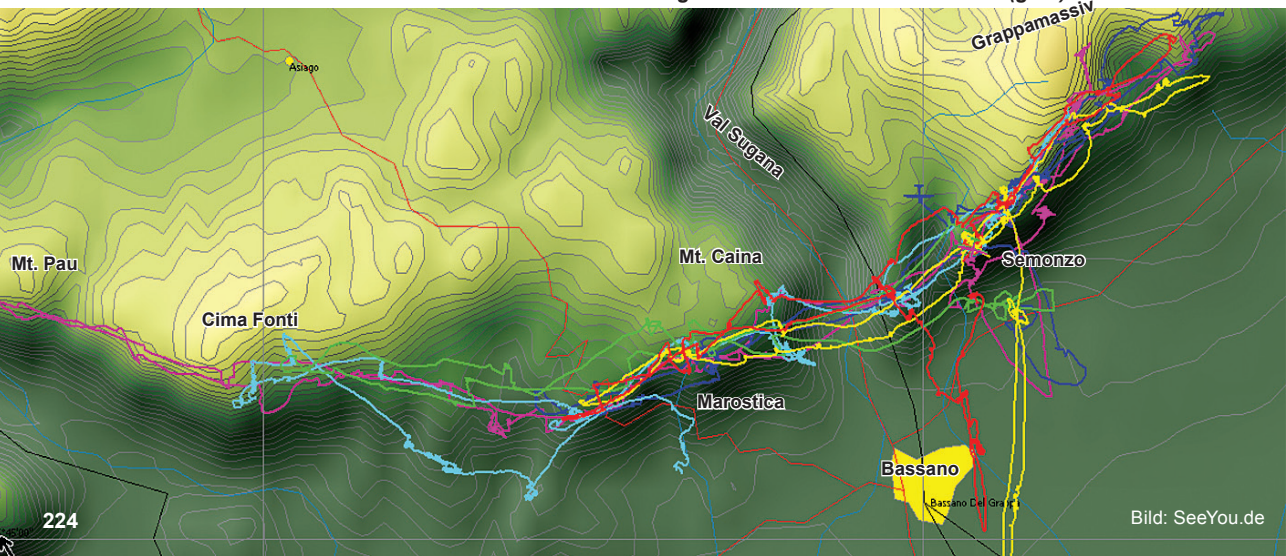 Grappamassiv
Asiago
Val Sugana
Mt. Pau
Mt. Caina
Semonzo
Cima Fonti
Marostica
Bassano
Bassano Del Grappa
224
Bild: SeeYou.de